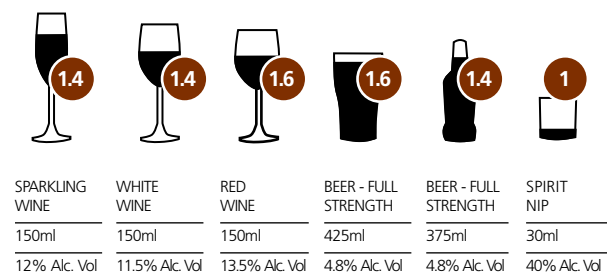 1.4 1.4 1.6 1.6 1.4 1
SPARKLING WHITE RED BEER - FULL BEER - FULL SPIRIT
WINE WINE WINE STRENGTH STRENGTH NIP
150ml 150ml 150ml 425ml 375ml 30ml
12% Alc. Vol 11.5% Alc. Vol 13.5% Alc. Vol 4.8% Alc. Vol 4.8% Alc. Vol 40% Alc. Vol